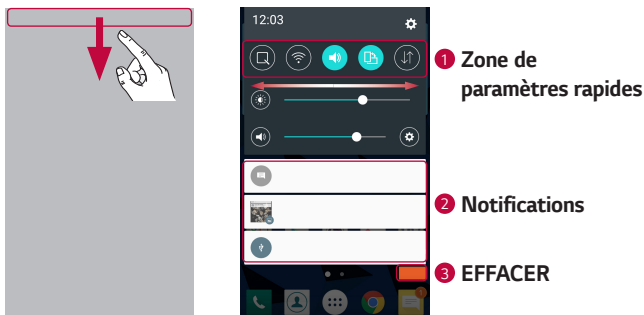 12:03
1 Zone de
paramètres rapides
2 Notifications
3 EFFACER